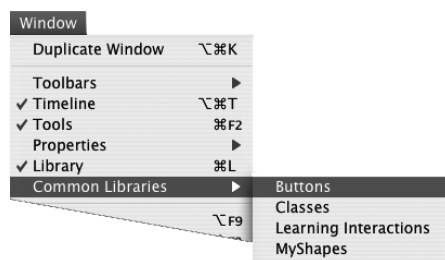 Window
Duplicate Window ⌥⌘K
Toolbars ▶
✓ Timeline ⌥⌘T
✓ Tools ⌘F2
Properties ▶
✓ Library ⌘L
Common Libraries ▶
Buttons
⌥F9
Classes
Learning Interactions
MyShapes